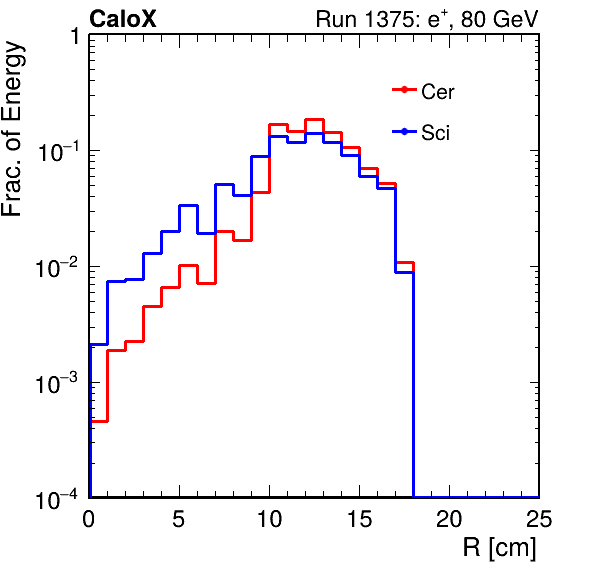 CaloX Run 1375: e⁺, 80 GeV
Frac. of Energy
1
10⁻¹
10⁻²
10⁻³
10⁻⁴
Cer
Sci
0 5 10 15 20 25
R [cm]